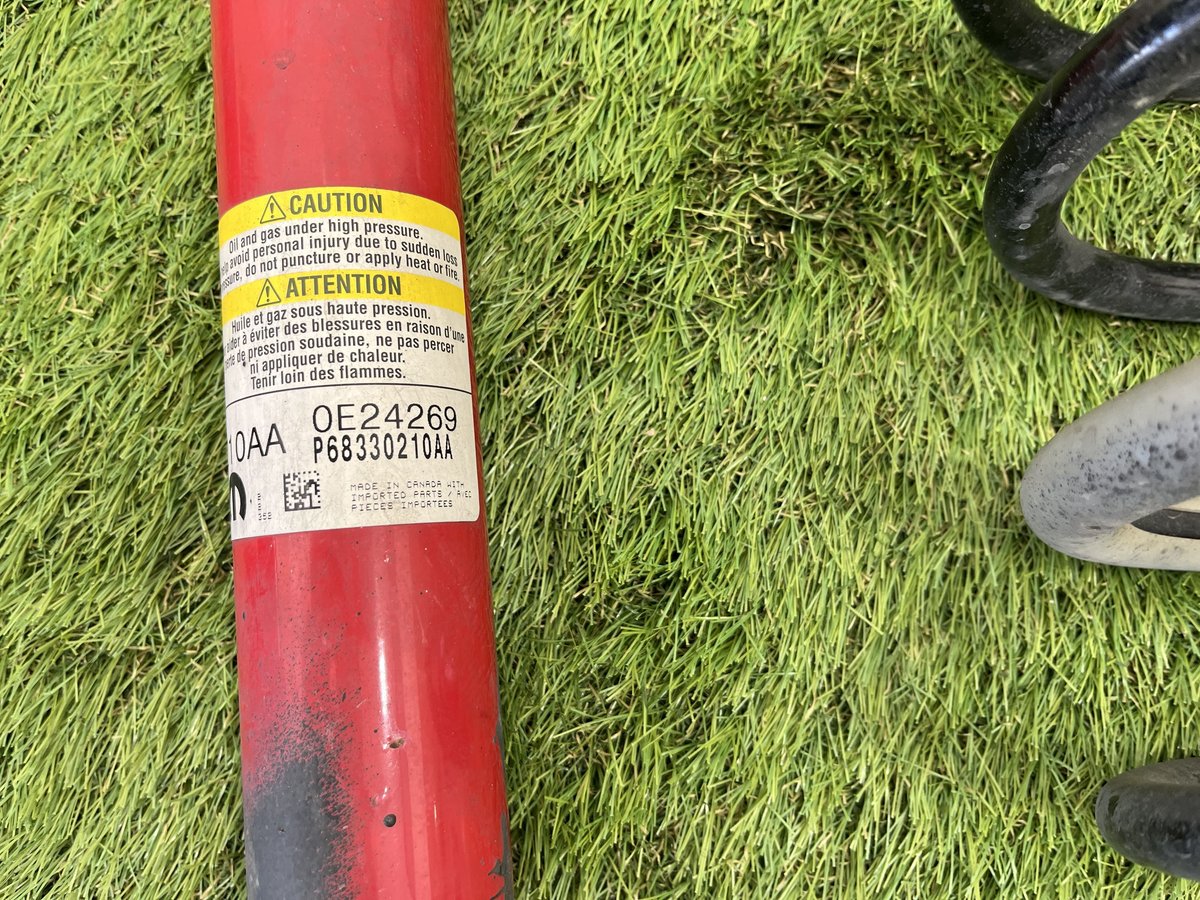 CAUTION
Oil and gas under high pressure.
avoid personal injury due to sudden loss
do not puncture or apply heat or fire.
ATTENTION
Huile et gaz sous haute pression.
à éviter des blessures en raison d'une
de pression soudaine, ne pas percer
ni appliquer de chaleur.
Tenir loin des flammes.
0E24269
10AA P68330210AA
MADE IN CANADA WITH
IMPORTED PARTS / AVEC
PIECES IMPORTEES